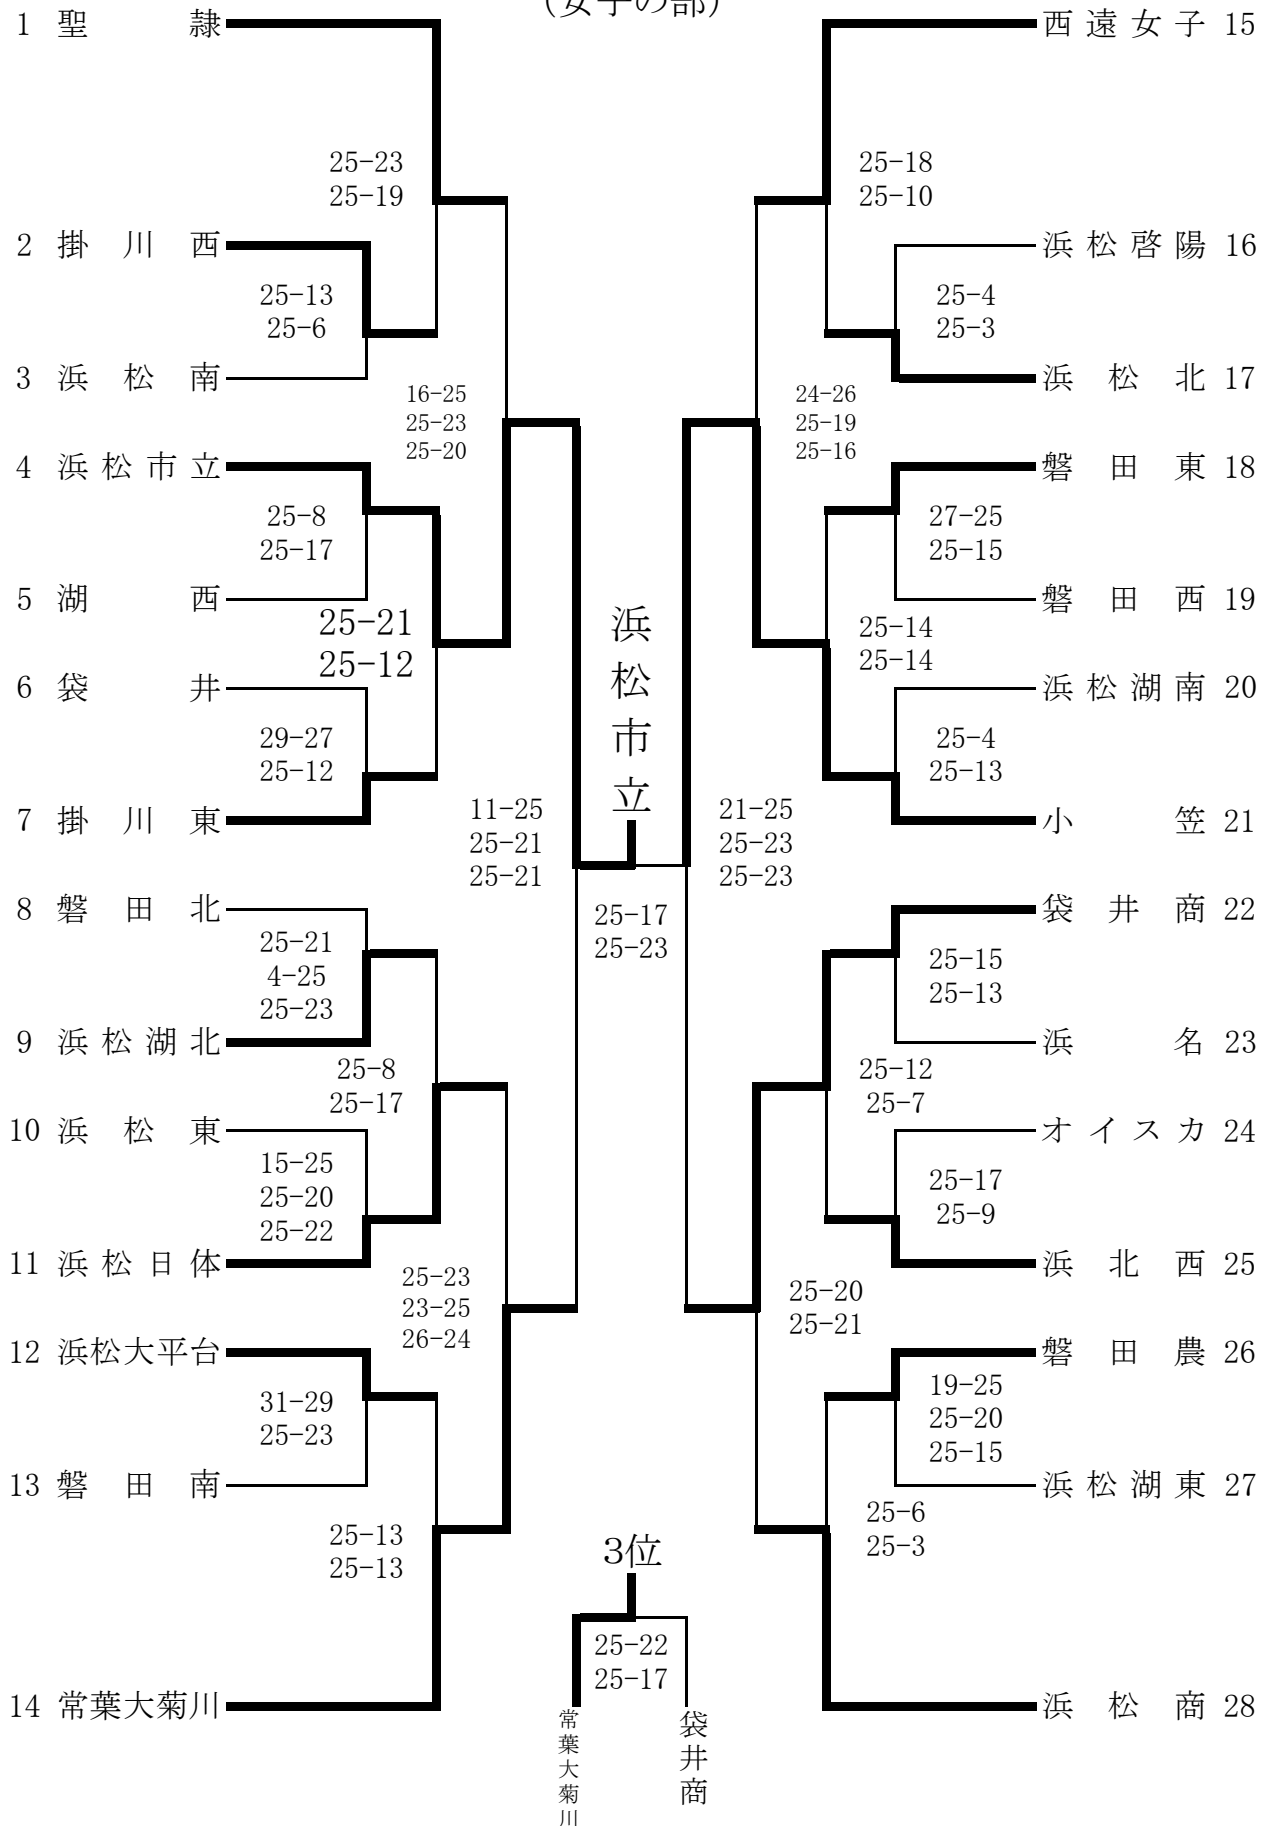 （女子の部）
1 聖隷
西遠女子 15
25-23
25-19
25-18
25-10
2 掛川西
浜松啓陽 16
25-13
25-6
25-4
25-3
3 浜松南
浜松北 17
16-25
25-23
25-20
24-26
25-19
25-16
4 浜松市立
磐田東 18
25-8
25-17
27-25
25-15
5 湖西
磐田西 19
25-21
25-12
浜松市立
25-14
25-14
6 袋井
浜松湖南 20
29-27
25-12
25-4
25-13
7 掛川東
小笠 21
11-25
25-21
25-21
21-25
25-23
25-23
8 磐田北
袋井商 22
25-17
25-23
25-21
4-25
25-23
25-15
25-13
9 浜松湖北
浜名 23
25-8
25-17
25-12
25-7
10 浜松東
オイスカ 24
15-25
25-20
25-22
25-17
25-9
11 浜松日体
浜北西 25
25-23
23-25
26-24
25-20
25-21
12 浜松大平台
磐田農 26
31-29
25-23
19-25
25-20
25-15
13 磐田南
浜松湖東 27
25-13
25-13
25-6
25-3
3位
25-22
25-17
14 常葉大菊川
浜松商 28
常葉大菊川
袋井商